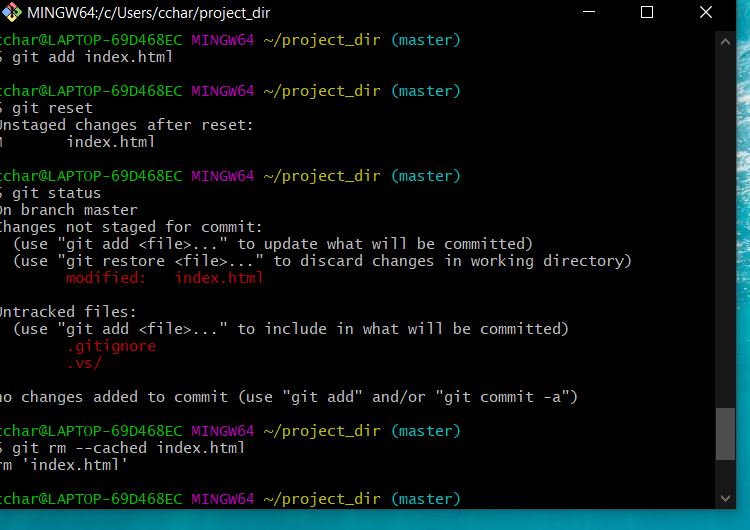 MINGW64:/c/Users/cchar/project_dir
cchar@LAPTOP-69D468EC MINGW64 ~/project_dir (master)
$ git add index.html
cchar@LAPTOP-69D468EC MINGW64 ~/project_dir (master)
$ git reset
Unstaged changes after reset:
M       index.html
cchar@LAPTOP-69D468EC MINGW64 ~/project_dir (master)
$ git status
On branch master
Changes not staged for commit:
  (use "git add <file>..." to update what will be committed)
  (use "git restore <file>..." to discard changes in working directory)
        modified:   index.html
Untracked files:
  (use "git add <file>..." to include in what will be committed)
        .gitignore
        .vs/
no changes added to commit (use "git add" and/or "git commit -a")
cchar@LAPTOP-69D468EC MINGW64 ~/project_dir (master)
$ git rm --cached index.html
rm 'index.html'
cchar@LAPTOP-69D468EC MINGW64 ~/project_dir (master)